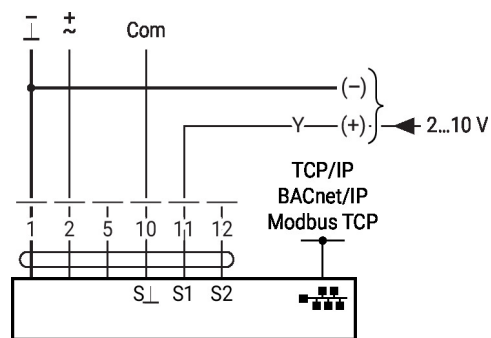 – +
⊥ ~ Com
(–)
Y (+) 2...10 V
TCP/IP
BACnet/IP
Modbus TCP
1 2 5 10 11 12
S⊥ S1 S2